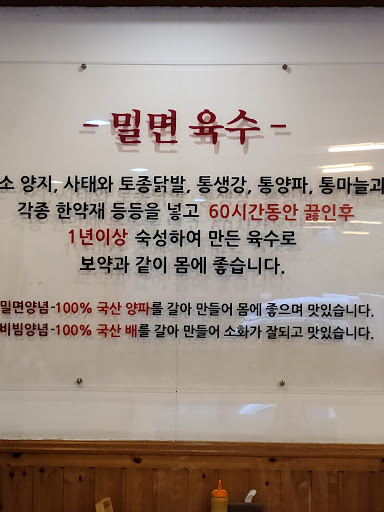 - 밀면 육수 -
소 양지, 사태와 토종닭발, 통생강, 통양파, 통마늘과
각종 한약재 등등을 넣고 60시간동안 끓인후
1년이상 숙성하여 만든 육수로
보약과 같이 몸에 좋습니다.
밀면양념-100% 국산 양파를 갈아 만들어 몸에 좋으며 맛있습니다.
비빔양념-100% 국산 배를 갈아 만들어 소화가 잘되고 맛있습니다.